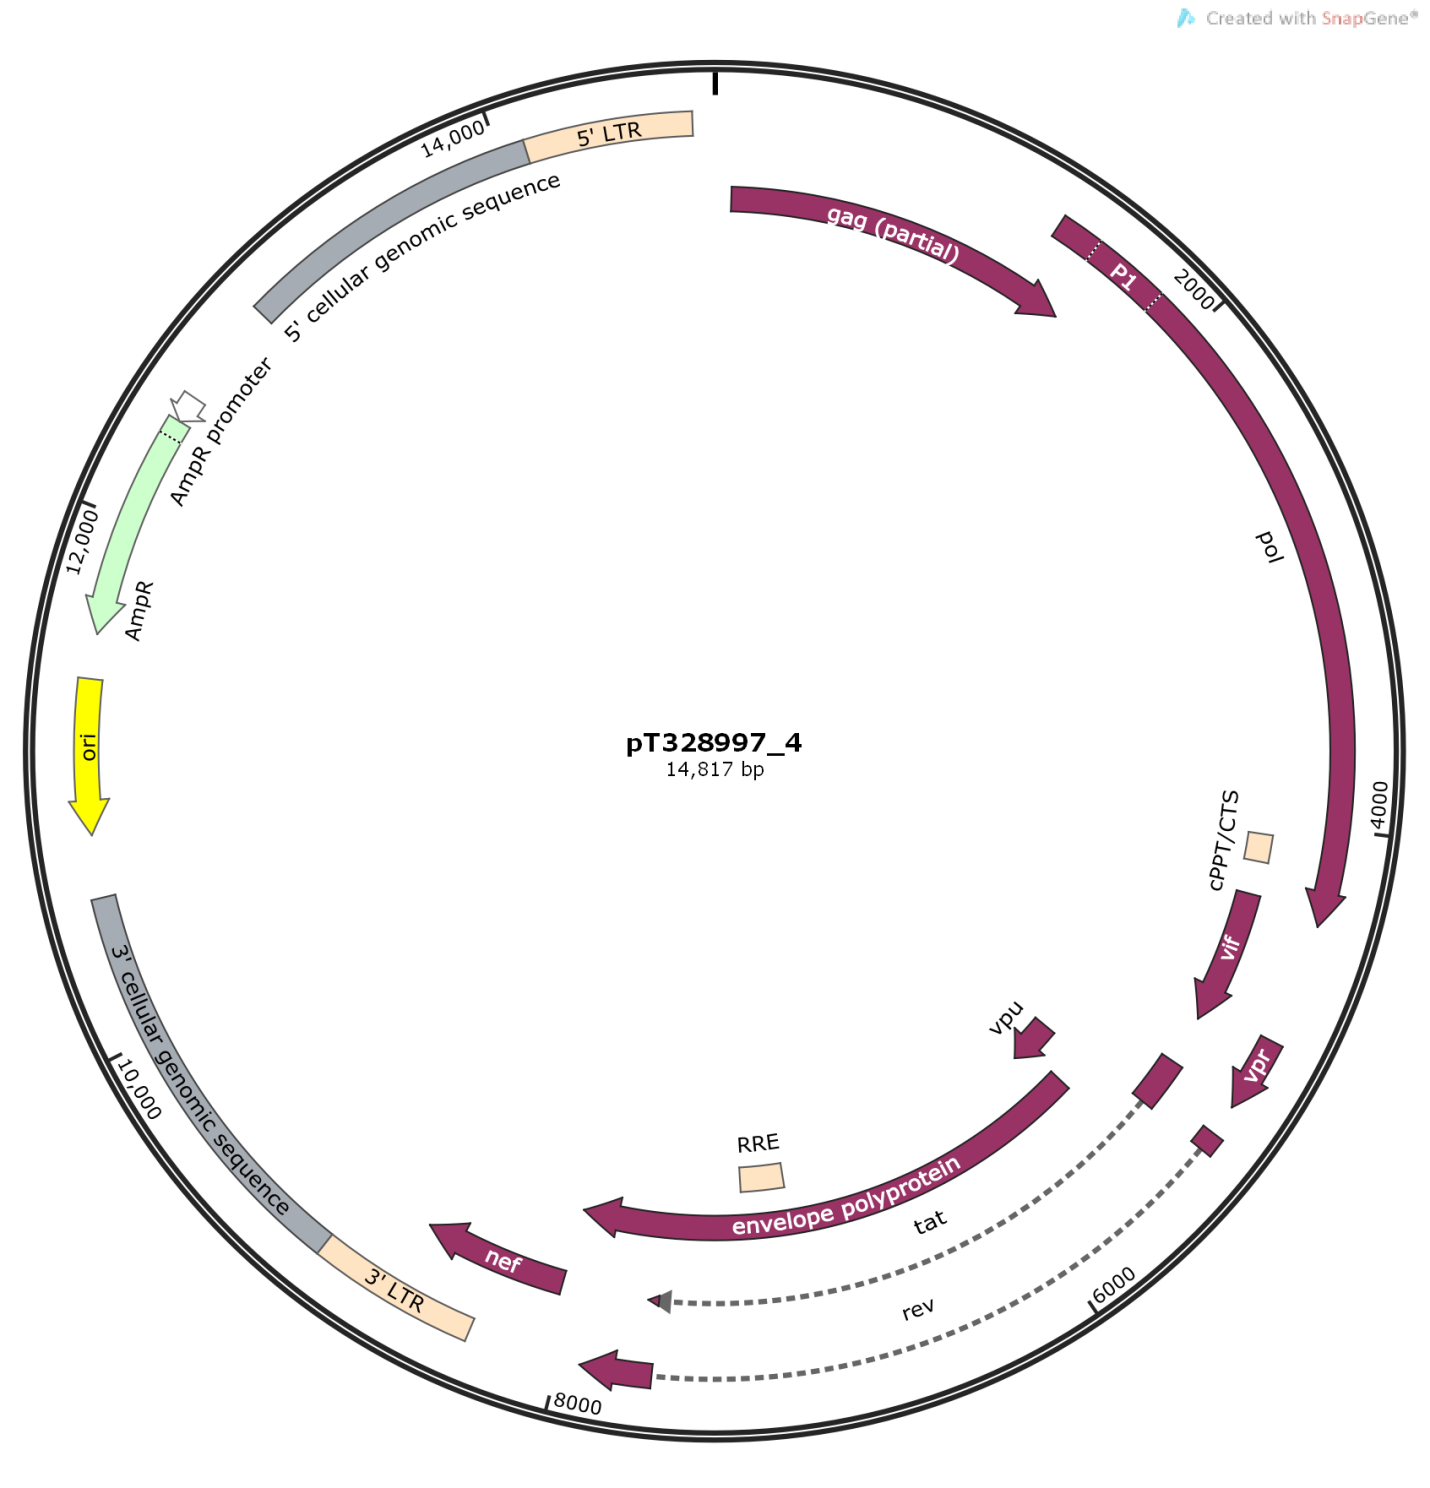 Created with SnapGene®
14,000
5' LTR
5' cellular genomic sequence
gag (partial)
P1
2000
pol
AmpR promoter
12,000
AmpR
ori
pT328997_4
14,817 bp
4000
cPPT/CTS
vif
vpu
vpr
RRE
envelope polyprotein
tat
rev
6000
3' cellular genomic sequence
10,000
nef
3' LTR
8000